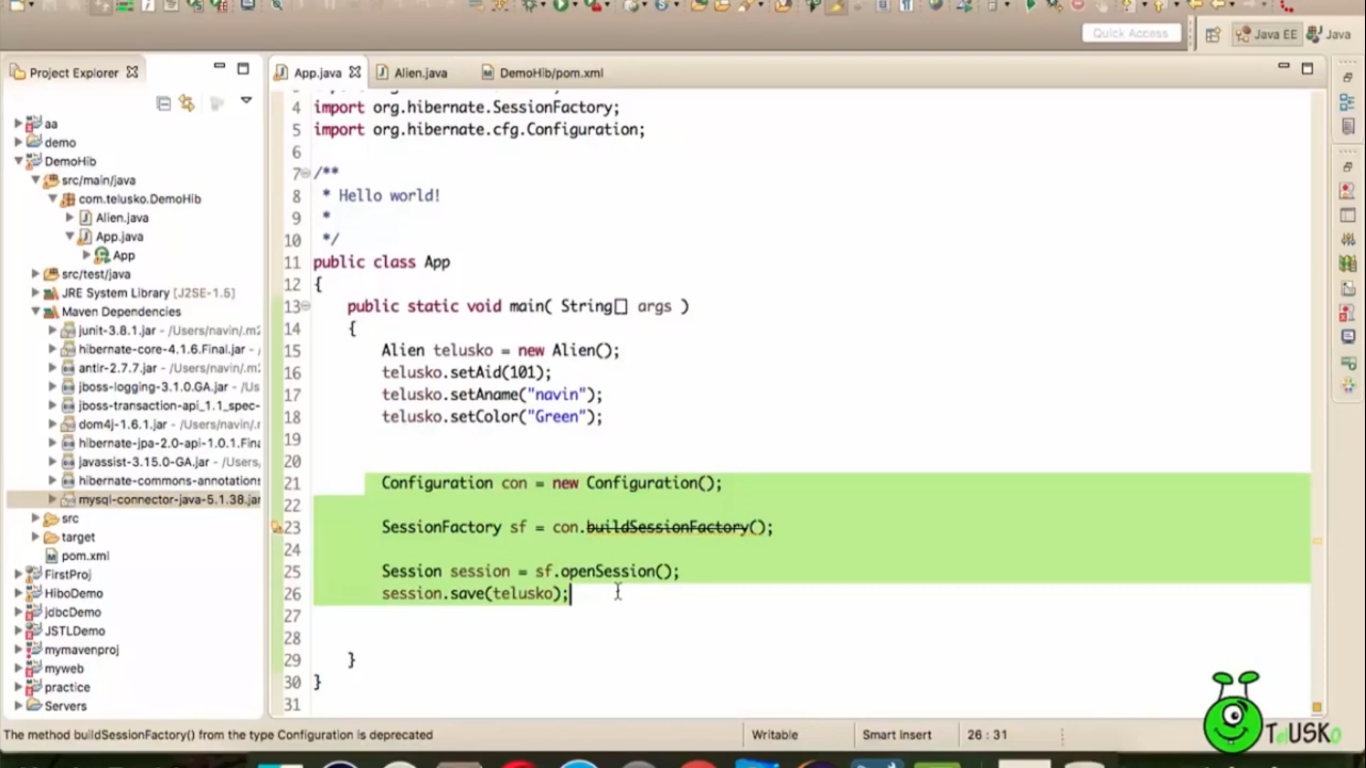 Quick Access
Java EE
Java
Project Explorer
App.java
Alien.java
DemoHib/pom.xml
aa
demo
DemoHib
src/main/java
com.telusko.DemoHib
Alien.java
App.java
App
src/test/java
JRE System Library [J2SE-1.5]
Maven Dependencies
junit-3.8.1.jar - /Users/navin/.m2
hibernate-core-4.1.6.Final.jar -
antlr-2.7.7.jar - /Users/navin/.m2
jboss-logging-3.1.0.GA.jar - /Us
jboss-transaction-api_1.1_spec-
dom4j-1.6.1.jar - /Users/navin/.r
hibernate-jpa-2.0-api-1.0.1.Fina
javassist-3.15.0-GA.jar - /Users,
hibernate-commons-annotations
mysql-connector-java-5.1.38.jar
src
target
pom.xml
FirstProj
HiboDemo
jdbcDemo
JSTLDemo
mymavenproj
myweb
practice
Servers
4 import org.hibernate.SessionFactory;
5 import org.hibernate.cfg.Configuration;
6
7 /**
8 * Hello world!
9 *
10 */
11 public class App
12 {
13 public static void main( String[] args )
14 {
15 Alien telusko = new Alien();
16 telusko.setAid(101);
17 telusko.setAname("navin");
18 telusko.setColor("Green");
19
20
21 Configuration con = new Configuration();
22
23 SessionFactory sf = con.buildSessionFactory();
24
25 Session session = sf.openSession();
26 session.save(telusko);
27
28
29 }
30 }
31
The method buildSessionFactory() from the type Configuration is deprecated
Writable
Smart Insert
26 : 31
TelUSKO